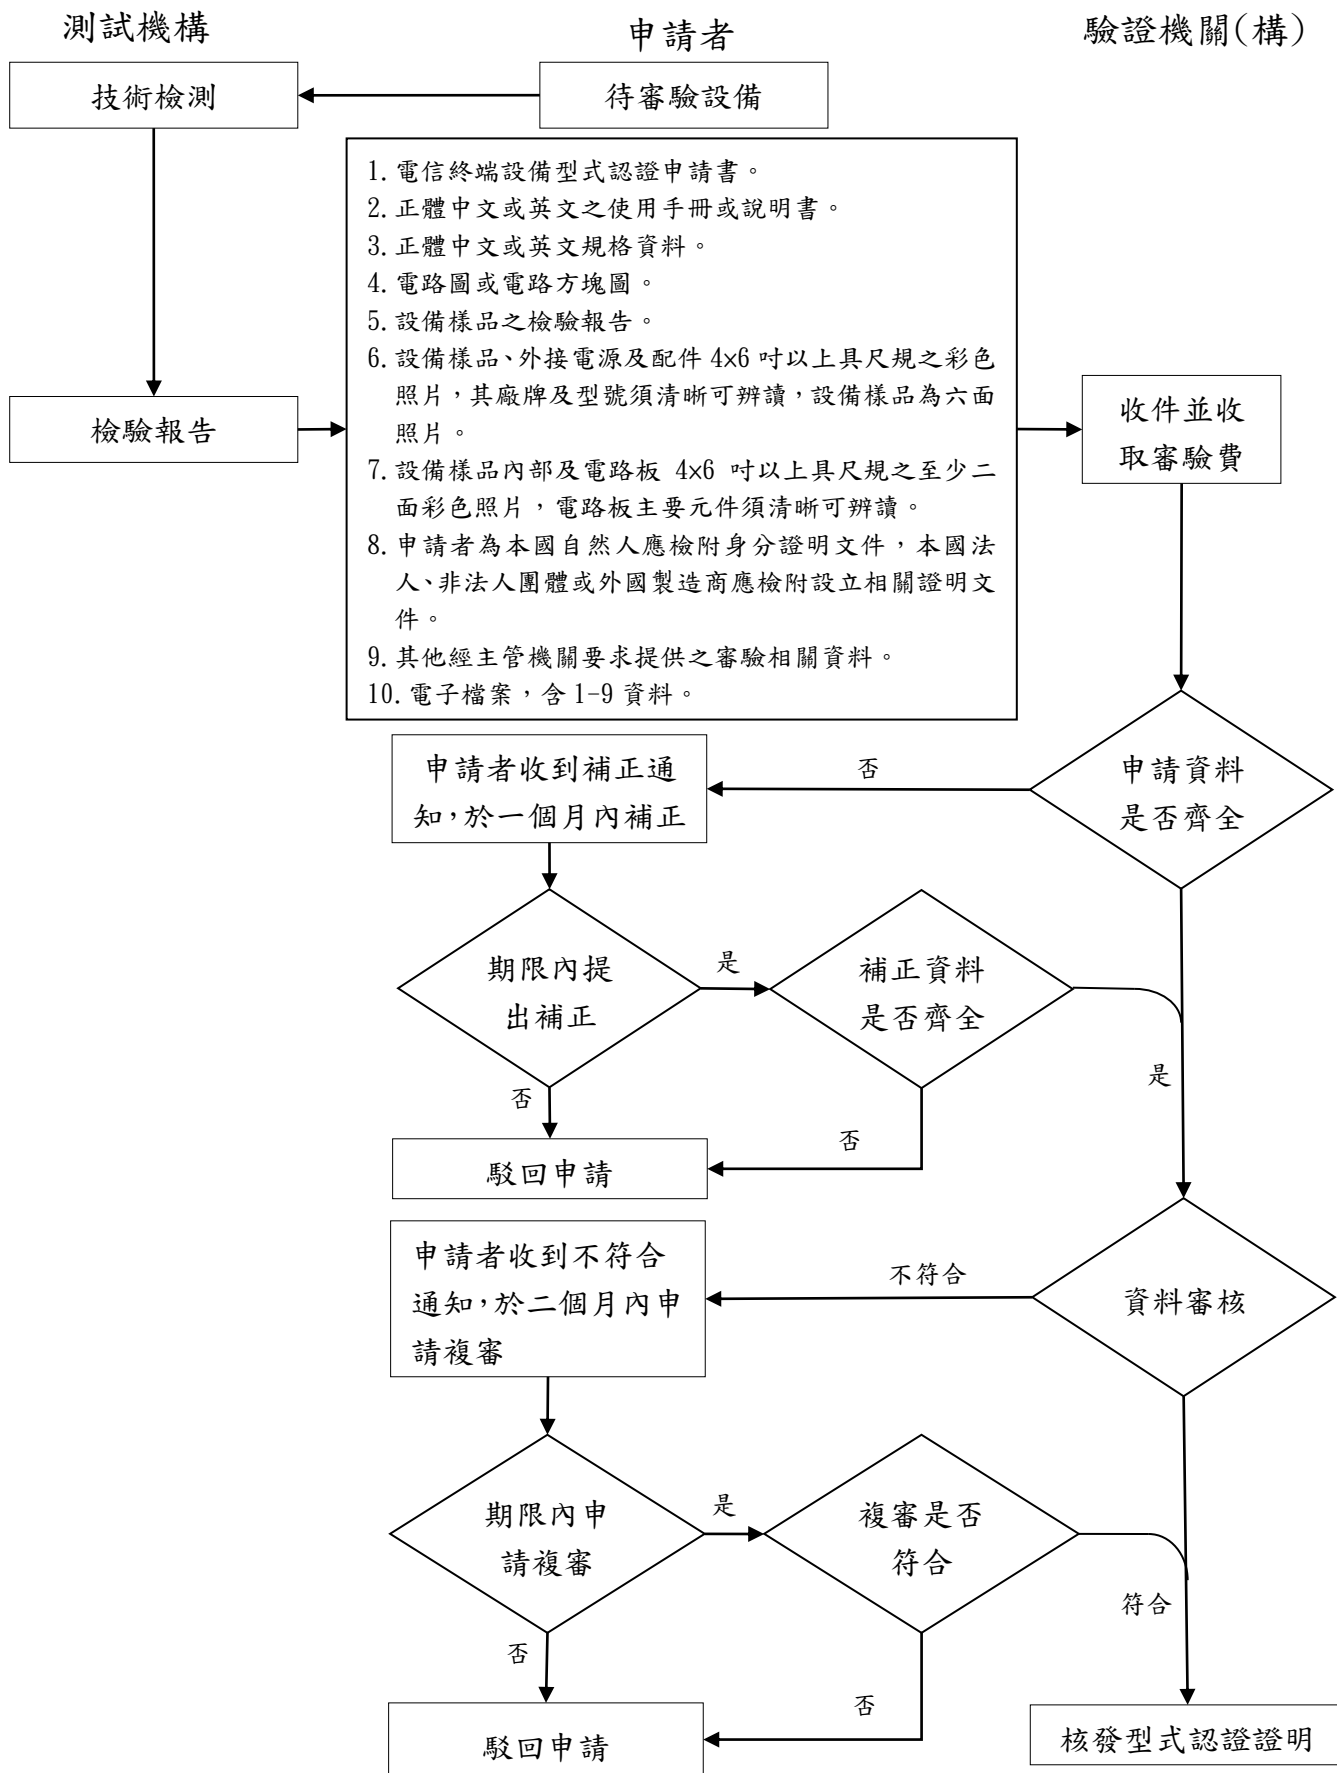 測試機構
申請者
驗證機關(構)
技術檢測
待審驗設備
1. 電信終端設備型式認證申請書。
2. 正體中文或英文之使用手冊或說明書。
3. 正體中文或英文規格資料。
4. 電路圖或電路方塊圖。
5. 設備樣品之檢驗報告。
6. 設備樣品、外接電源及配件 4×6 吋以上具尺規之彩色
照片，其廠牌及型號須清晰可辨讀，設備樣品為六面
照片。
7. 設備樣品內部及電路板 4×6 吋以上具尺規之至少二
面彩色照片，電路板主要元件須清晰可辨讀。
8. 申請者為本國自然人應檢附身分證明文件，本國法
人、非法人團體或外國製造商應檢附設立相關證明文
件。
9. 其他經主管機關要求提供之審驗相關資料。
10. 電子檔案，含 1-9 資料。
檢驗報告
收件並收
取審驗費
申請者收到補正通
知，於一個月內補正
否
申請資料
是否齊全
期限內提
出補正
是
補正資料
是否齊全
是
否
否
駁回申請
申請者收到不符合
通知，於二個月內申
請複審
不符合
資料審核
期限內申
請複審
是
複審是否
符合
符合
否
否
駁回申請
核發型式認證證明